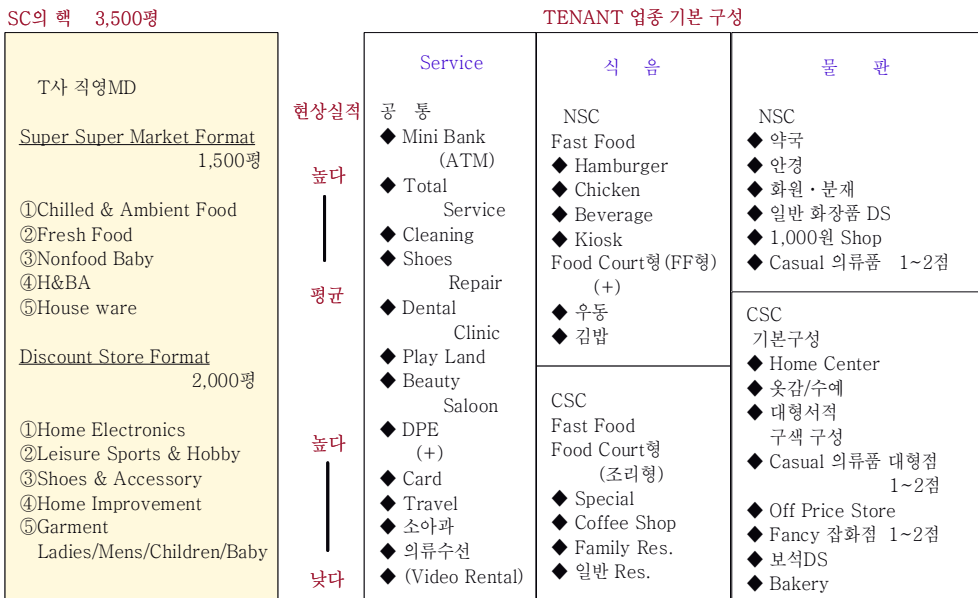 SC의 핵 3,500평
TENANT 업종 기본 구성
T사 직영MD
Super Super Market Format
1,500평
①Chilled & Ambient Food
②Fresh Food
③Nonfood Baby
④H&BA
⑤House ware
Discount Store Format
2,000평
①Home Electronics
②Leisure Sports & Hobby
③Shoes & Accessory
④Home Improvement
⑤Garment
Ladies/Mens/Children/Baby
현상실적
높다
평균
높다
낮다
Service
공 통
◆ Mini Bank
(ATM)
◆ Total
Service
◆ Cleaning
◆ Shoes
Repair
◆ Dental
Clinic
◆ Play Land
◆ Beauty
Saloon
◆ DPE
(+)
◆ Card
◆ Travel
◆ 소아과
◆ 의류수선
◆ (Video Rental)
식 음
NSC
Fast Food
◆ Hamburger
◆ Chicken
◆ Beverage
◆ Kiosk
Food Court형(FF형)
(+)
◆ 우동
◆ 김밥
CSC
Fast Food
Food Court형
(조리형)
◆ Special
◆ Coffee Shop
◆ Family Res.
◆ 일반 Res.
물 판
NSC
◆ 약국
◆ 안경
◆ 화원・분재
◆ 일반 화장품 DS
◆ 1,000원 Shop
◆ Casual 의류품 1~2점
CSC
기본구성
◆ Home Center
◆ 옷감/수예
◆ 대형서적
구색 구성
◆ Casual 의류품 대형점
1~2점
◆ Off Price Store
◆ Fancy 잡화점 1~2점
◆ 보석DS
◆ Bakery